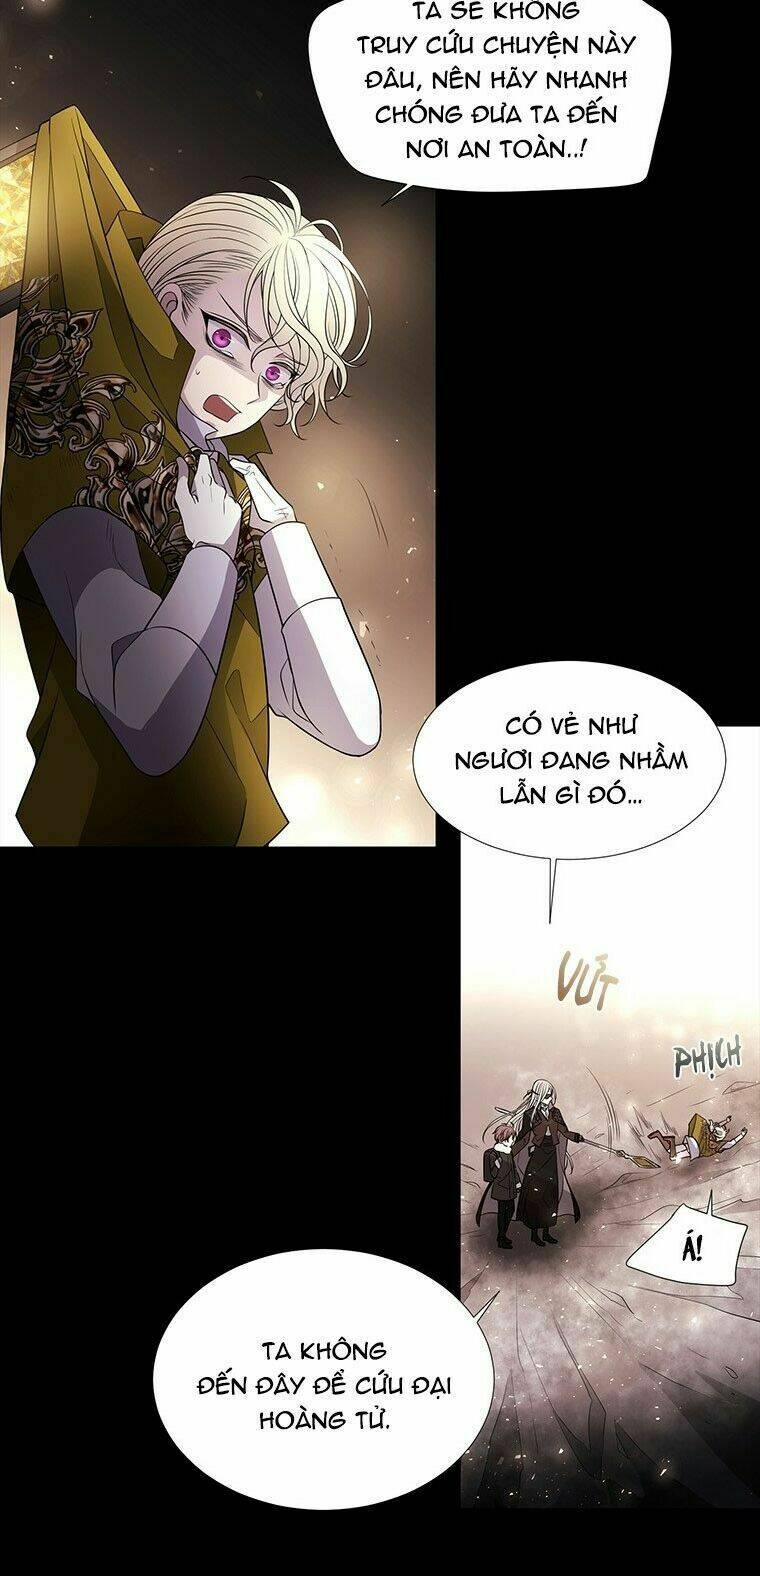 TA SẼ KHÔNG
TRUY CỨU CHUYỆN NÀY
ĐÂU, NÊN HÃY NHANH
CHÓNG ĐƯA TA ĐẾN
NƠI AN TOÀN..!
CÓ VẺ NHƯ
NGƯƠI ĐANG NHẦM
LẪN GÌ ĐÓ...
VỨT
PHỊCH
Á!
TA KHÔNG
ĐẾN ĐÂY ĐỂ CỨU ĐẠI
HOÀNG TỬ.